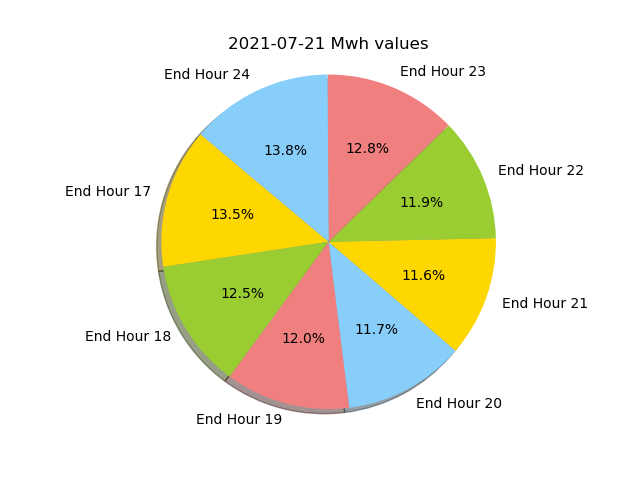 2021-07-21 Mwh values
End Hour 24
End Hour 23
13.8%
12.8%
End Hour 22
End Hour 17
11.9%
13.5%
11.6%
12.5%
End Hour 21
11.7%
End Hour 18
12.0%
End Hour 20
End Hour 19